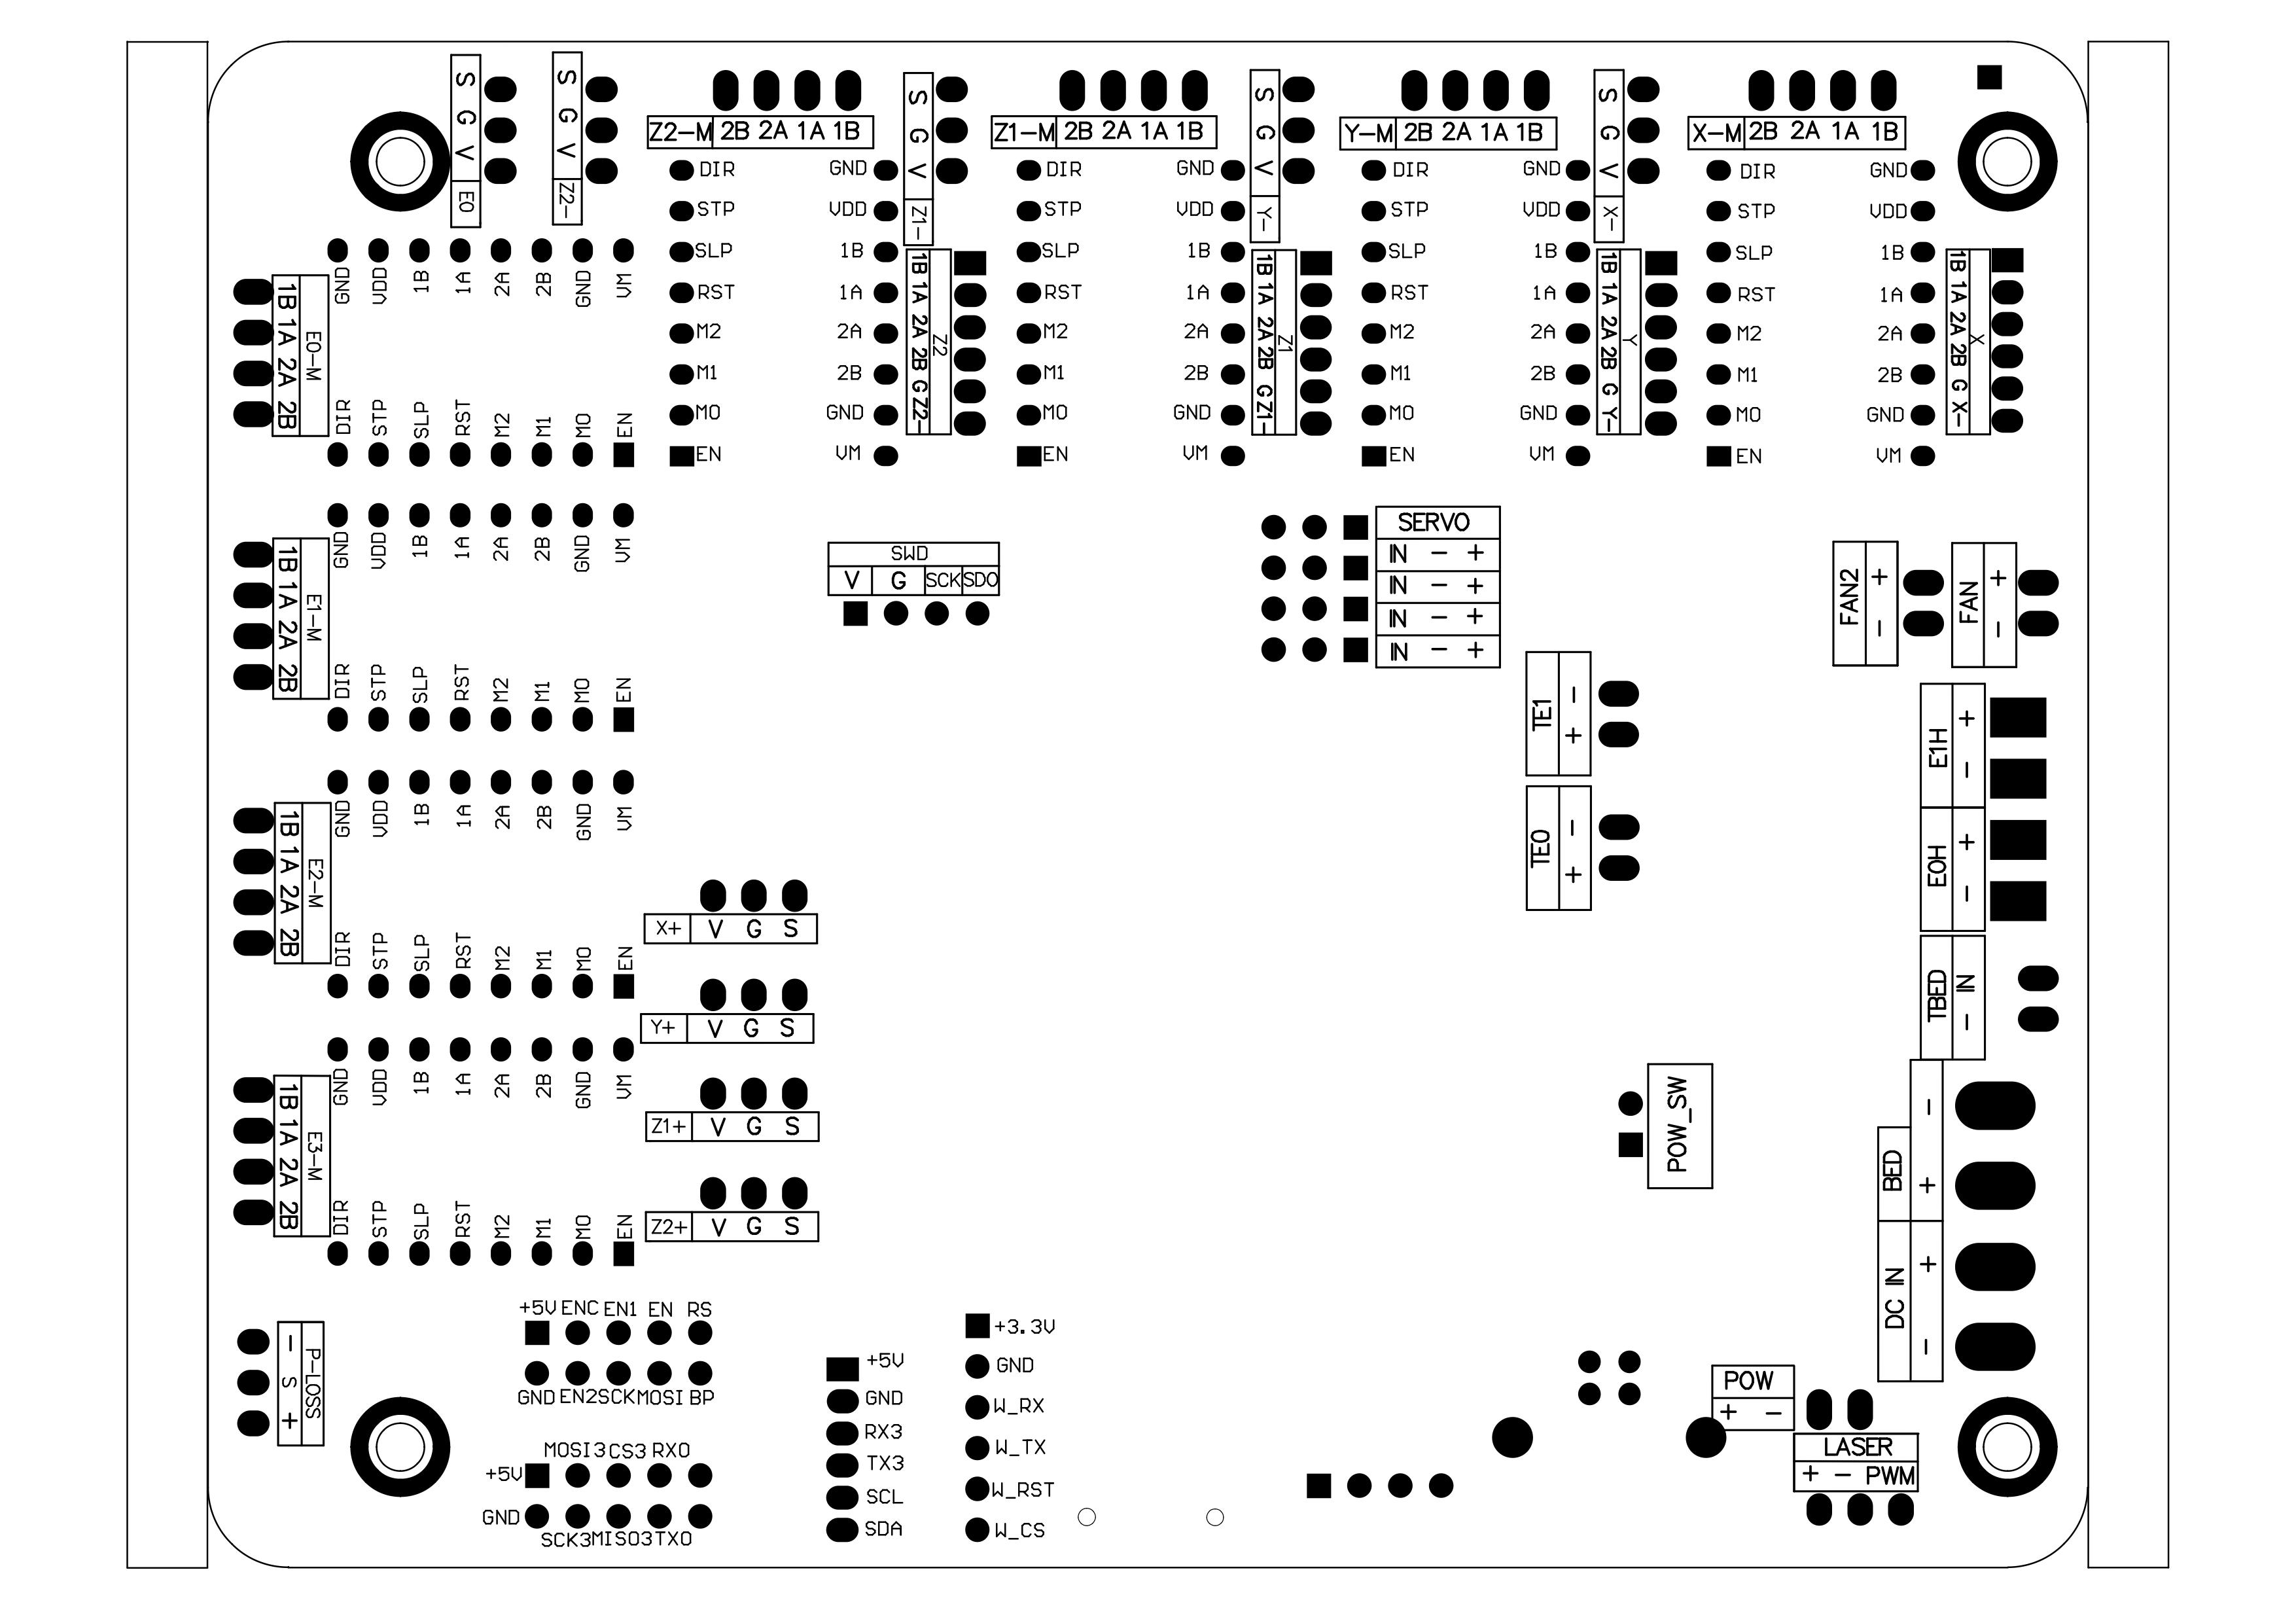 S G V E0
S G V Z2-
Z2-M 2B 2A 1A 1B
S G V Z1-
Z1-M 2B 2A 1A 1B
S G V Y-
Y-M 2B 2A 1A 1B
S G V X-
X-M 2B 2A 1A 1B
DIR GND
STP VDD
SLP 1B
RST 1A
M2 2A
M1 2B
M0 GND
EN VM
1B 1A 2A 2B G Z2-
Z2
DIR GND
STP VDD
SLP 1B
RST 1A
M2 2A
M1 2B
M0 GND
EN VM
1B 1A 2A 2B G Z1-
Z1
DIR GND
STP VDD
SLP 1B
RST 1A
M2 2A
M1 2B
M0 GND
EN VM
1B 1A 2A 2B G Y-
Y
DIR GND
STP VDD
SLP 1B
RST 1A
M2 2A
M1 2B
M0 GND
EN VM
1B 1A 2A 2B G X-
X
GND VDD 1B 1A 2A 2B GND VM
1B 1A 2A 2B
E0-M
DIR STP SLP RST M2 M1 M0 EN
GND VDD 1B 1A 2A 2B GND VM
1B 1A 2A 2B
E1-M
DIR STP SLP RST M2 M1 M0 EN
GND VDD 1B 1A 2A 2B GND VM
1B 1A 2A 2B
E2-M
DIR STP SLP RST M2 M1 M0 EN
GND VDD 1B 1A 2A 2B GND VM
1B 1A 2A 2B
E3-M
DIR STP SLP RST M2 M1 M0 EN
SWD
V G SCK SDO
SERVO
IN - +
IN - +
IN - +
IN - +
FAN2
+ -
FAN
+ -
TE1
- +
TE0
- +
E1H
+ -
E0H
+ -
TBED
IN -
POW_SW
BED
- +
DC IN
+ -
X+ V G S
Y+ V G S
Z1+ V G S
Z2+ V G S
P-LOSS
- S +
+5V ENC EN1 EN RS
GND EN2 SCK MOSI BP
MOSI3 CS3 RX0
+5V
GND
SCK3 MISO3 TX0
+5V
GND
RX3
TX3
SCL
SDA
+3.3V
GND
W_RX
W_TX
W_RST
W_CS
POW
+ -
LASER
+ - PWM